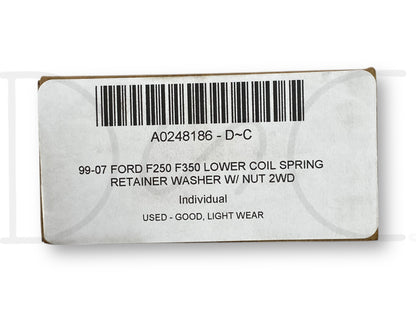 A0248186 - D~C
99-07 FORD F250 F350 LOWER COIL SPRING
RETAINER WASHER W/ NUT 2WD
Individual
USED - GOOD, LIGHT WEAR